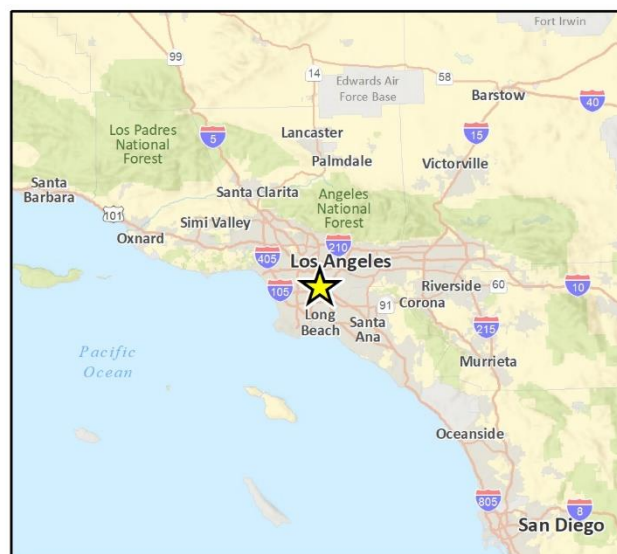 Fort Irwin
99
14
58
Edwards Air
Force Base
Barstow
40
Los Padres
National
Forest
5
Lancaster
15
Palmdale
Victorville
Santa
Barbara
Santa Clarita
Angeles
National
Forest
101
Simi Valley
Oxnard
210
405
Los Angeles
105
Riverside
60
10
91
Corona
Long
Beach
Santa
Ana
215
Pacific
Ocean
Murrieta
Oceanside
805
8
San Diego